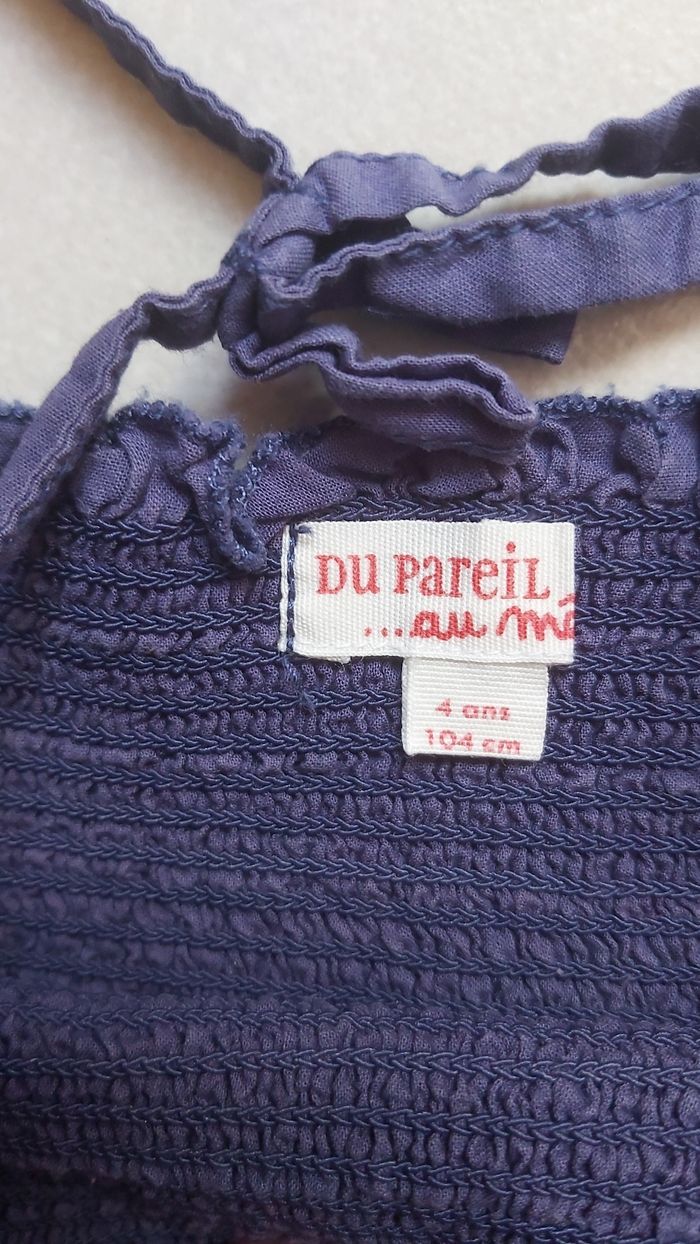 DU PAREIL
...au mê
4 ans
104 cm